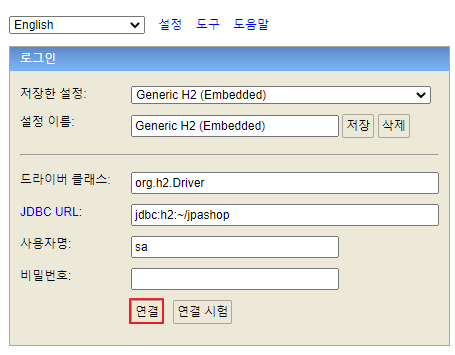 English 설정 도구 도움말
로그인
저장한 설정: Generic H2 (Embedded)
설정 이름: Generic H2 (Embedded) 저장 삭제
드라이버 클래스: org.h2.Driver
JDBC URL: jdbc:h2:~/jpashop
사용자명: sa
비밀번호:
연결 연결 시험